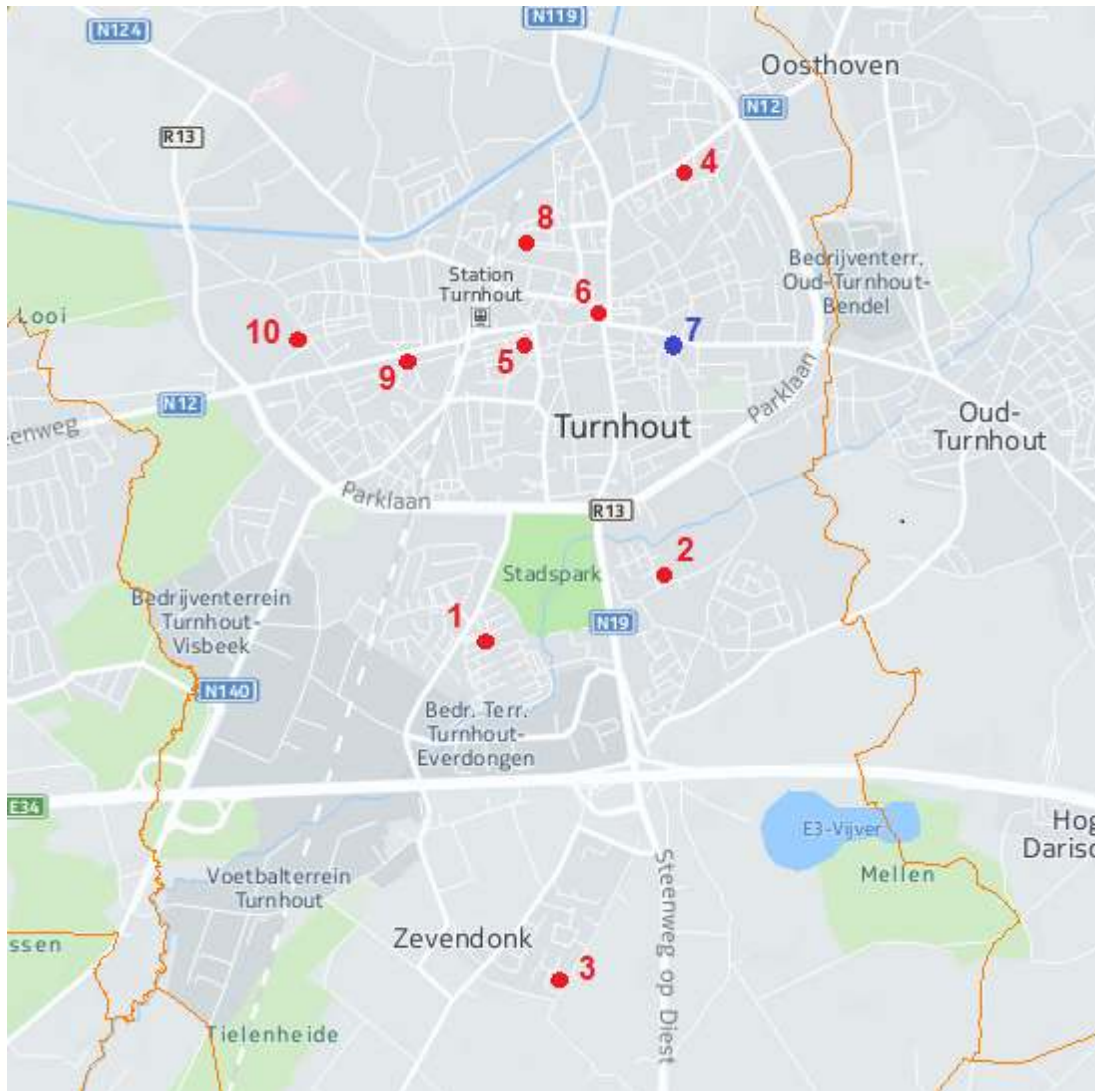 N124
N119
Oosthoven
N12
R13
4
8
Bedrijventerr.
Oud-Turnhout-
Bendel
Station
Turnhout
6
Looi
10
7
5
9
Parklaan
N12
eenweg
Turnhout
Oud-
Turnhout
Parklaan
R13
2
Stadspark
Bedrijventerrein
Turnhout-
Visbeek
1
N19
N140
Bedr. Terr.
Turnhout-
Everdongen
E34
E3-Vijver
Hog
Darisd
Mellen
Voetbalterrein
Turnhout
Steenweg op Diest
ssen
Zevendonk
3
Tielenheide